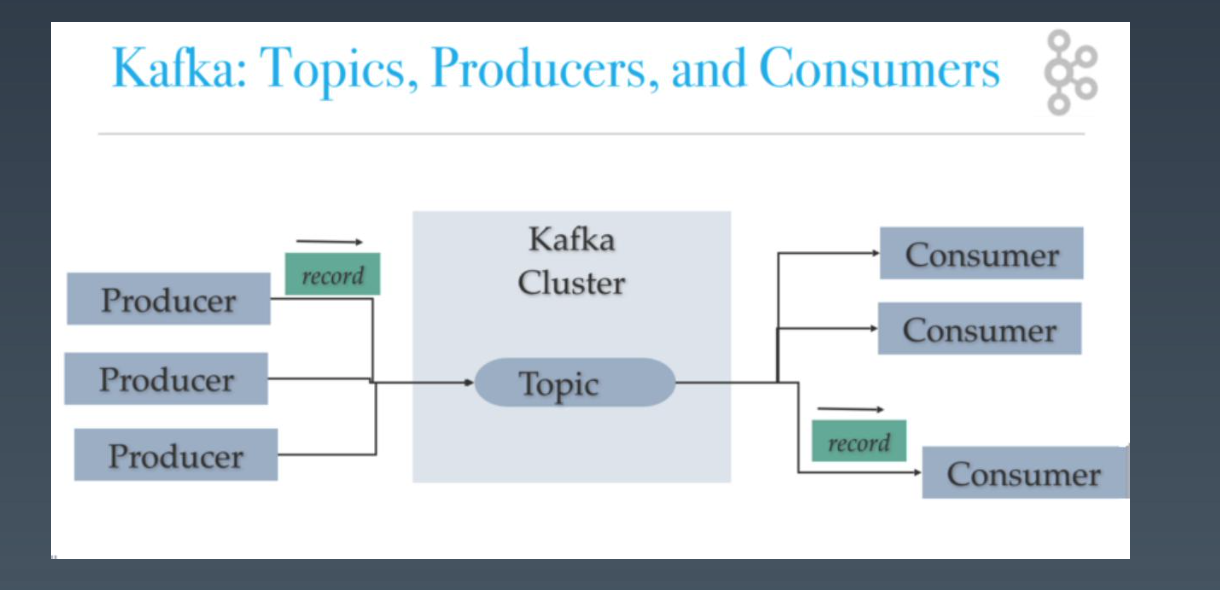 Kafka: Topics, Producers, and Consumers
record
Producer
Producer
Producer
Kafka
Cluster
Topic
Consumer
Consumer
record
Consumer